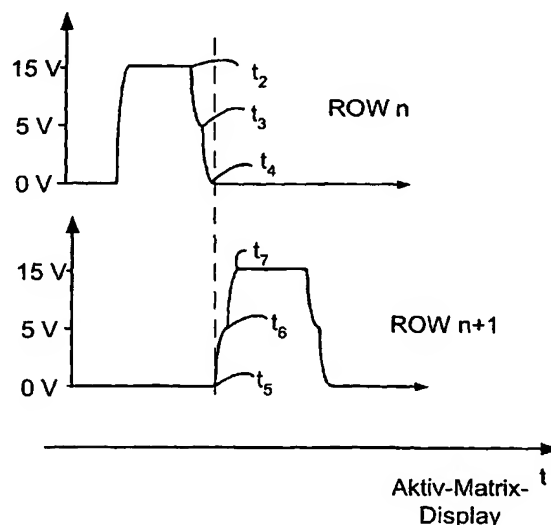 15 V
5 V
0 V
t2
t3
t4
ROW n
15 V
5 V
0 V
t7
t6
t5
ROW n+1
t
Aktiv-Matrix-
Display